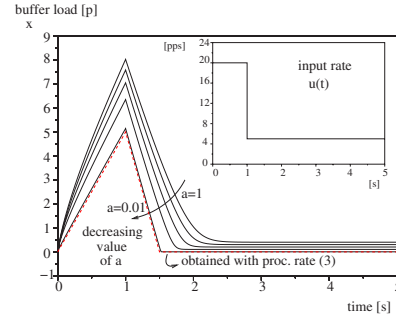 buffer load [p]
x
9
8
7
6
5
4
3
2
1
0
−1
0 1 2 3 4 5
time [s]
[pps]
24
20
16
12
8
4
0
0 1 2 3 4 5
[s]
input rate
u(t)
a=1
a=0.01
decreasing
value
of a
obtained with proc. rate (3)